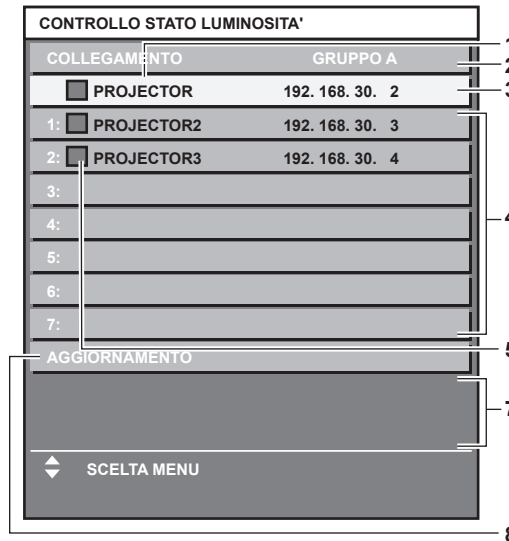 CONTROLLO STATO LUMINOSITA'
COLLEGAMENTO GRUPPO A
PROJECTOR 192. 168. 30. 2
1: PROJECTOR2 192. 168. 30. 3
2: PROJECTOR3 192. 168. 30. 4
3:
4:
5:
6:
7:
AGGIORNAMENTO
SCELTA MENU
1
2
3
4
5
7
8